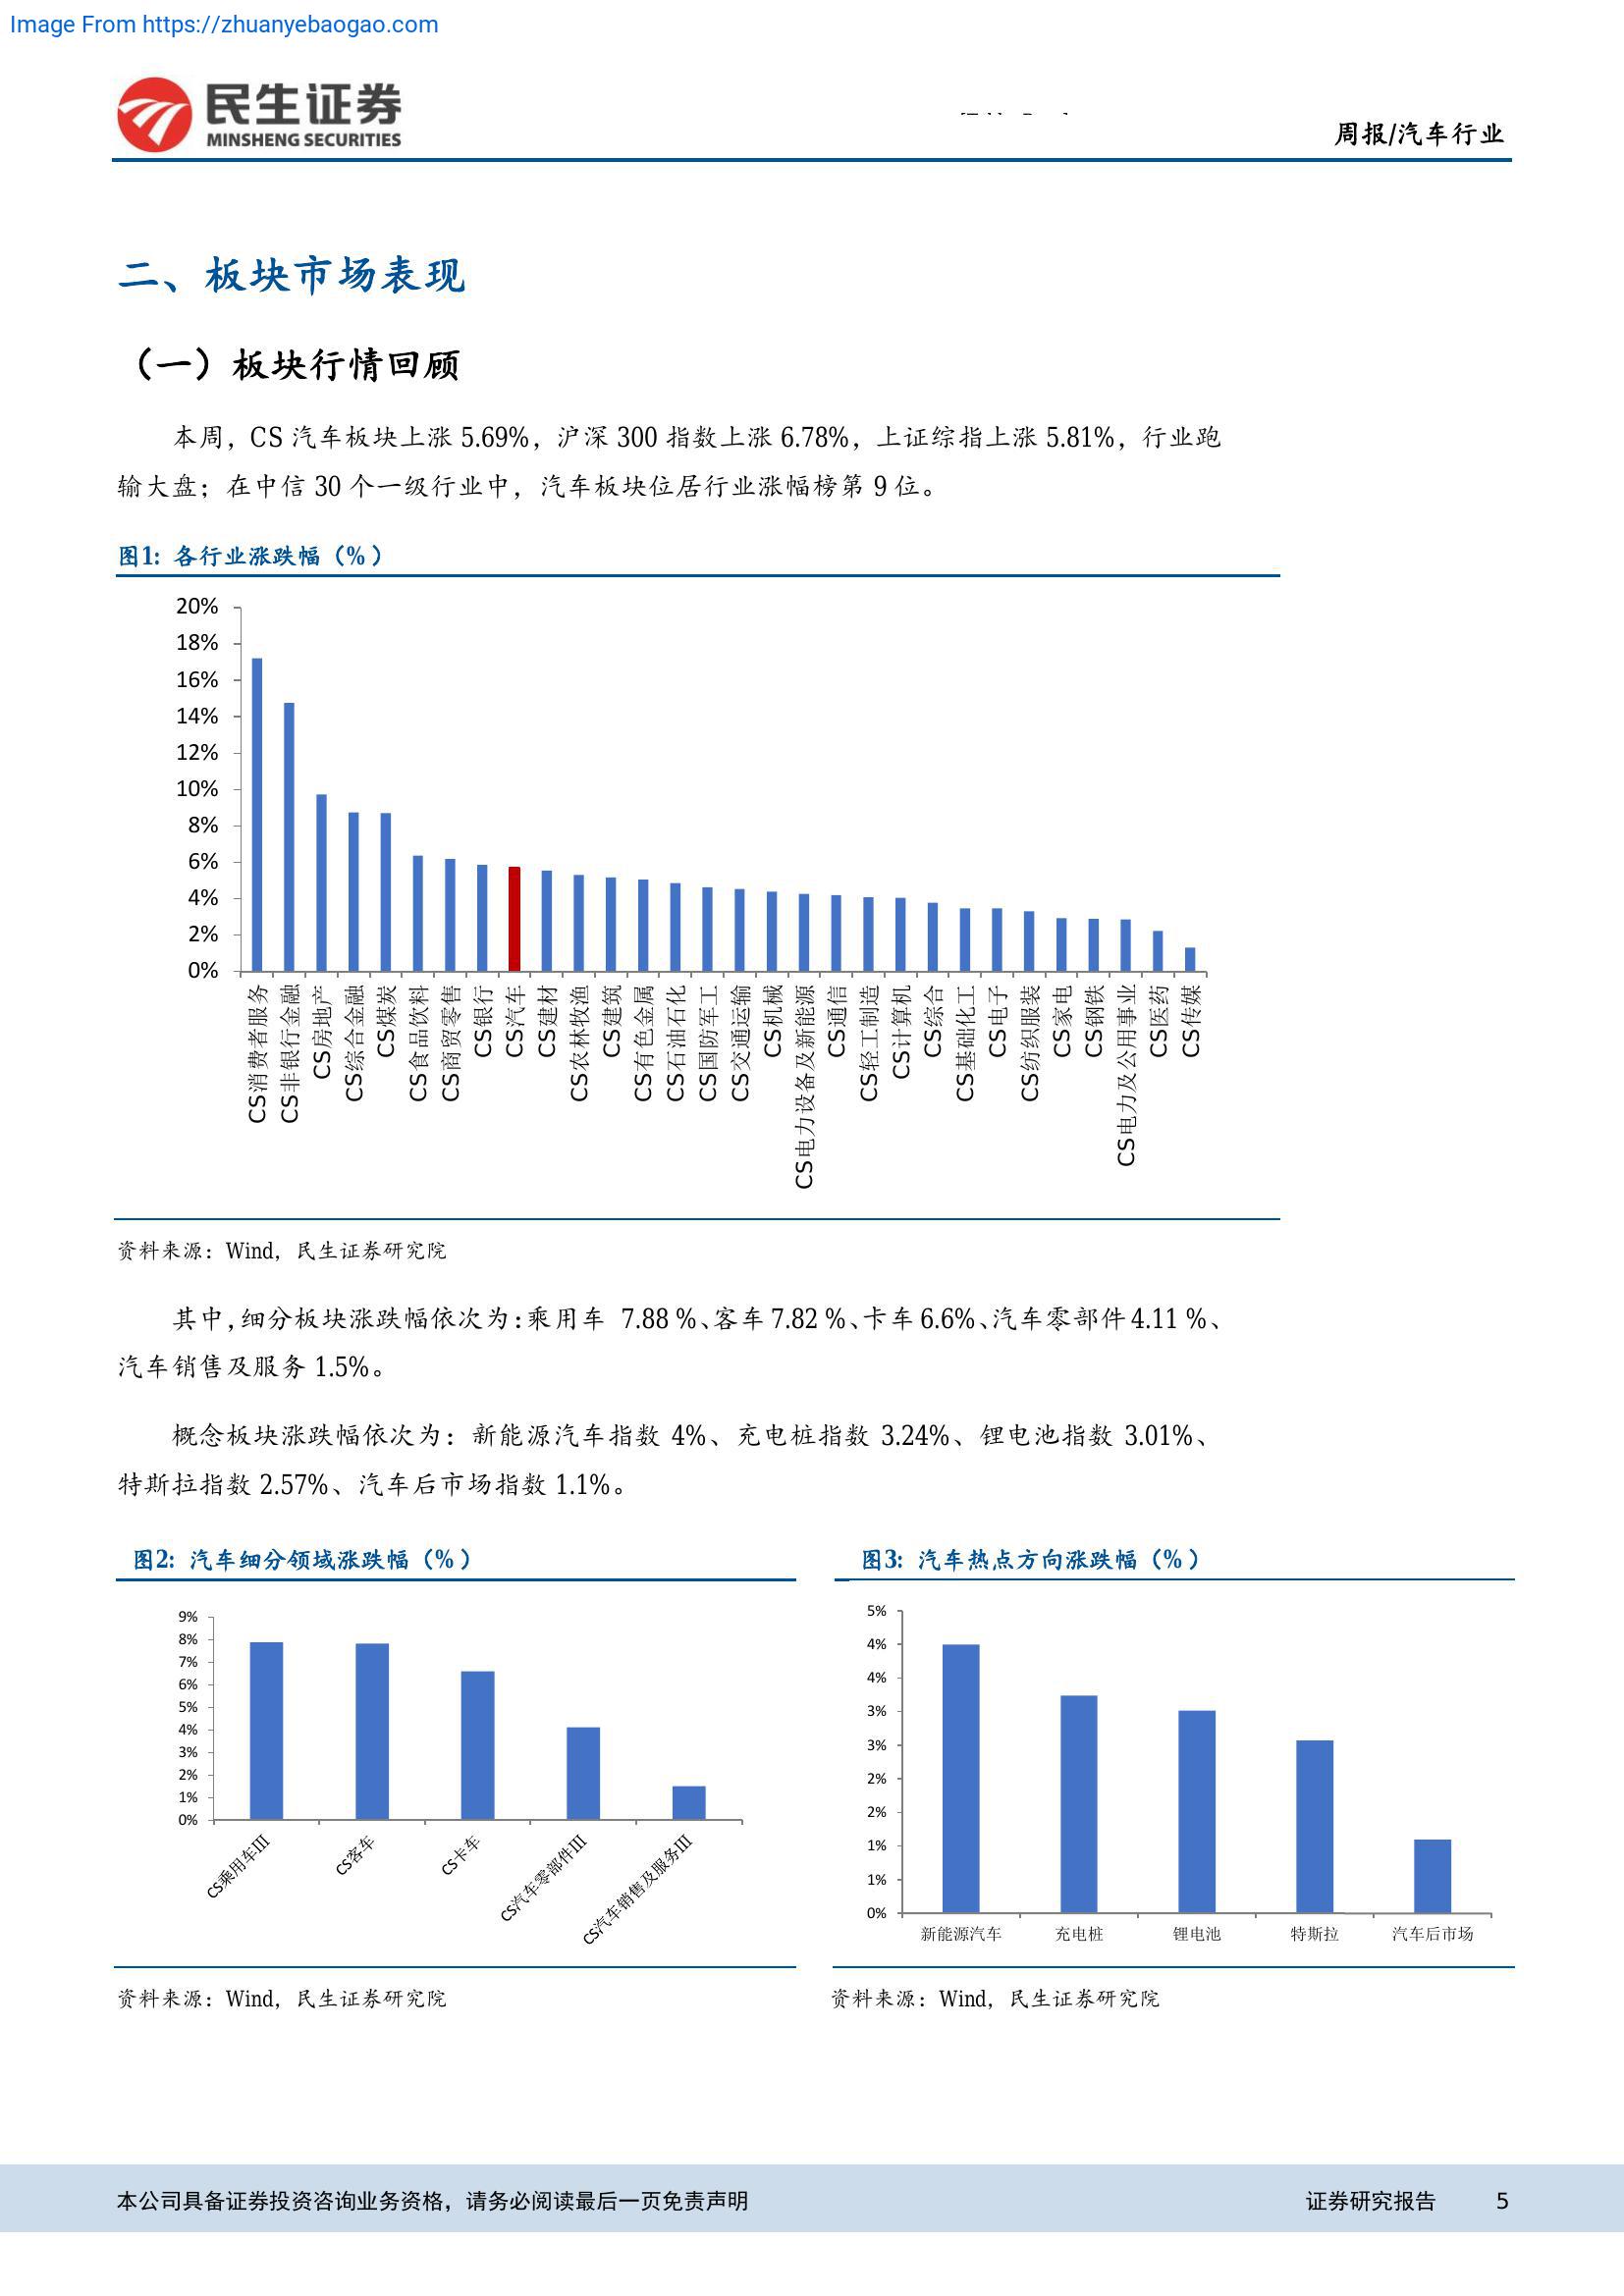 Image From https://zhuanyebaogao.com
民生证券
MINSHENG SECURITIES
周报/汽车行业
二、板块市场表现
（一）板块行情回顾
本周，CS 汽车板块上涨 5.69%，沪深 300 指数上涨 6.78%，上证综指上涨 5.81%，行业跑
输大盘；在中信 30 个一级行业中，汽车板块位居行业涨幅榜第 9 位。
图1: 各行业涨跌幅（%）
20%
18%
16%
14%
12%
10%
8%
6%
4%
2%
0%
CS消费者服务
CS非银行金融
CS房地产
CS综合金融
CS煤炭
CS食品饮料
CS商贸零售
CS银行
CS汽车
CS建材
CS农林牧渔
CS建筑
CS有色金属
CS石油石化
CS国防军工
CS交通运输
CS机械
CS电力设备及新能源
CS通信
CS轻工制造
CS计算机
CS综合
CS基础化工
CS电子
CS纺织服装
CS家电
CS钢铁
CS电力及公用事业
CS医药
CS传媒
资料来源：Wind，民生证券研究院
其中，细分板块涨跌幅依次为：乘用车 7.88 %、客车 7.82 %、卡车 6.6%、汽车零部件 4.11 %、
汽车销售及服务 1.5%。
概念板块涨跌幅依次为：新能源汽车指数 4%、充电桩指数 3.24%、锂电池指数 3.01%、
特斯拉指数 2.57%、汽车后市场指数 1.1%。
图2: 汽车细分领域涨跌幅（%）
9%
8%
7%
6%
5%
4%
3%
2%
1%
0%
CS乘用车III
CS客车
CS卡车
CS汽车零部件III
CS汽车销售及服务III
资料来源：Wind，民生证券研究院
图3: 汽车热点方向涨跌幅（%）
5%
4%
4%
3%
3%
2%
2%
1%
1%
0%
新能源汽车
充电桩
锂电池
特斯拉
汽车后市场
资料来源：Wind，民生证券研究院
本公司具备证券投资咨询业务资格，请务必阅读最后一页免责声明
证券研究报告 5